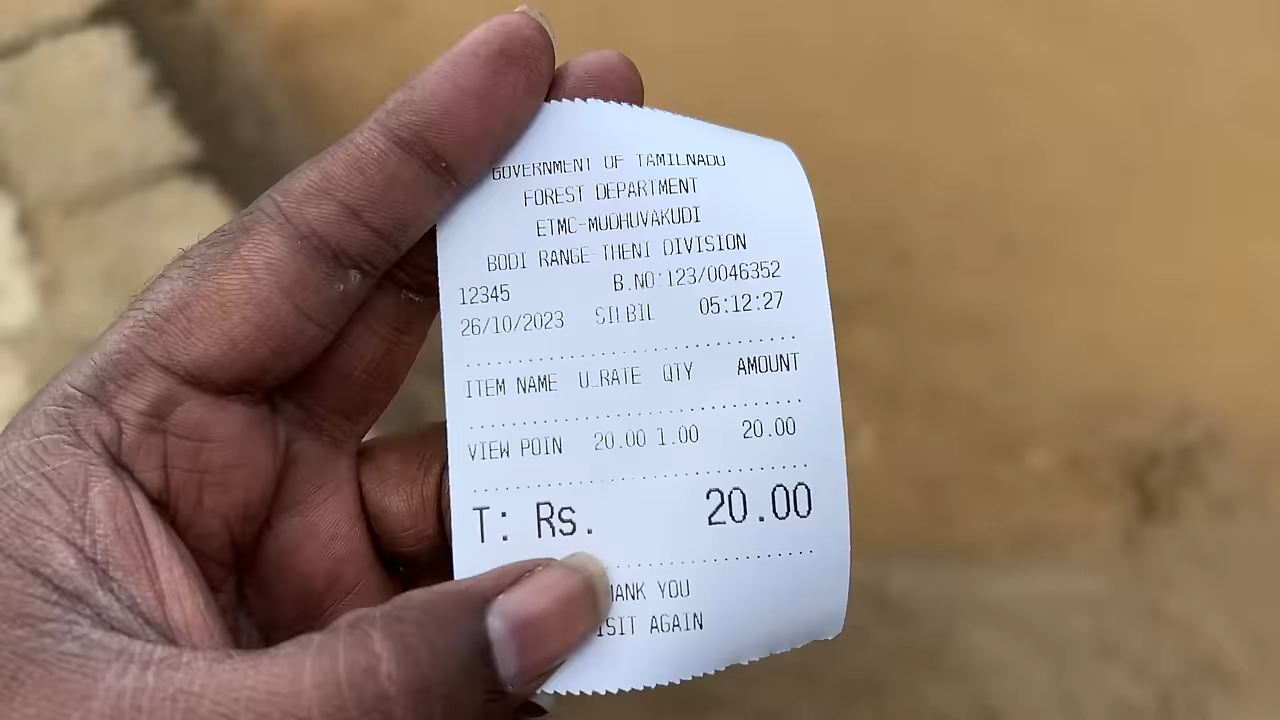 GOVERNMENT OF TAMILNADU
FOREST DEPARTMENT
ETMC-MUDHUVAKUDI
BODI RANGE THENI DIVISION
12345 B.NO:123/0046352
26/10/2023 05:12:27
ITEM NAME U_RATE QTY AMOUNT
VIEW POIN 20.00 1.00 20.00
T: Rs. 20.00
HANK YOU
ISIT AGAIN